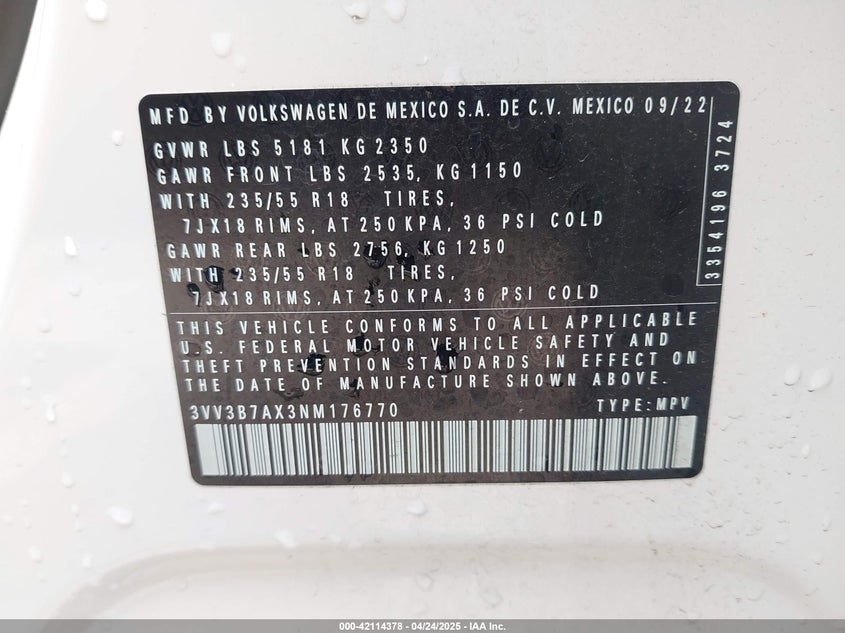 MFD BY VOLKSWAGEN DE MEXICO S.A. DE C.V. MEXICO 09/22
GVWR LBS 5181 KG 2350
GAWR FRONT LBS 2535, KG 1150
WITH 235/55 R18 TIRES,
7JX18 RIMS, AT 250 KPA, 36 PSI COLD
GAWR REAR LBS 2756, KG 1250
WITH 235/55 R18 TIRES,
7JX18 RIMS, AT 250 KPA, 36 PSI COLD
THIS VEHICLE CONFORMS TO ALL APPLICABLE
U.S. FEDERAL MOTOR VEHICLE SAFETY AND
THEFT PREVENTION STANDARDS IN EFFECT ON
THE DATE OF MANUFACTURE SHOWN ABOVE.
3VV3B7AX3NM176770 TYPE: MPV
3354196 3724
000-42114378 - 04/24/2025 - IAA Inc.